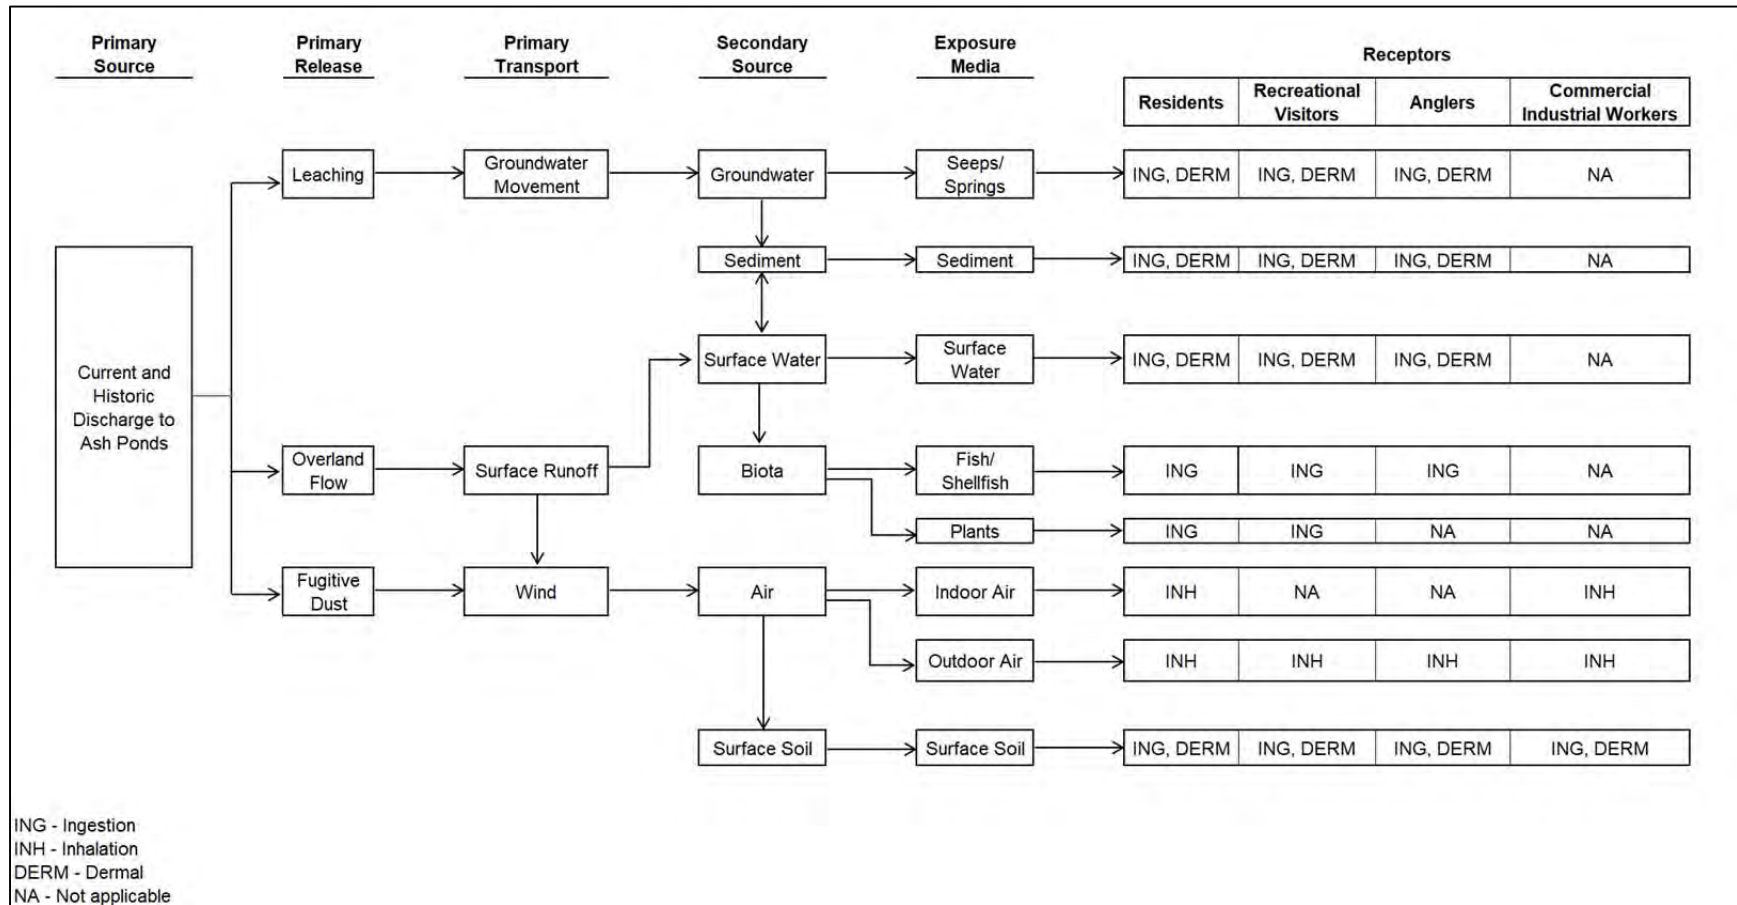 Primary
Source
Primary
Release
Primary
Transport
Secondary
Source
Exposure
Media
Receptors
Residents
Recreational
Visitors
Anglers
Commercial
Industrial Workers
Leaching
Groundwater
Movement
Groundwater
Seeps/
Springs
ING, DERM
ING, DERM
ING, DERM
NA
Sediment
Sediment
ING, DERM
ING, DERM
ING, DERM
NA
Current and
Historic
Discharge to
Ash Ponds
Surface Water
Surface
Water
ING, DERM
ING, DERM
ING, DERM
NA
Overland
Flow
Surface Runoff
Biota
Fish/
Shellfish
ING
ING
ING
NA
Plants
ING
ING
NA
NA
Fugitive
Dust
Wind
Air
Indoor Air
INH
NA
NA
INH
Outdoor Air
INH
INH
INH
INH
Surface Soil
Surface Soil
ING, DERM
ING, DERM
ING, DERM
ING, DERM
ING - Ingestion
INH - Inhalation
DERM - Dermal
NA - Not applicable